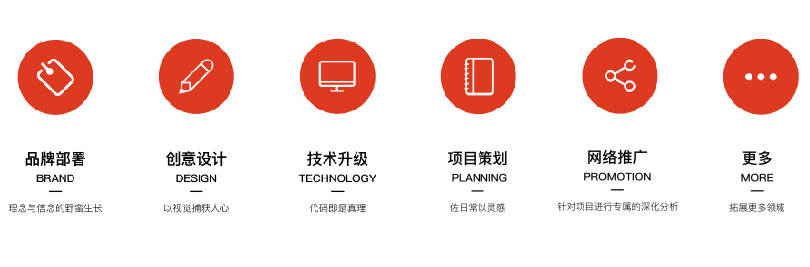 品牌部署
BRAND
理念与信念的野蛮生长
创意设计
DESIGN
以视觉捕获人心
技术升级
TECHNOLOGY
代码即是真理
项目策划
PLANNING
佐日常以灵感
网络推广
PROMOTION
针对项目进行专属的深化分析
更多
MORE
拓展更多领域